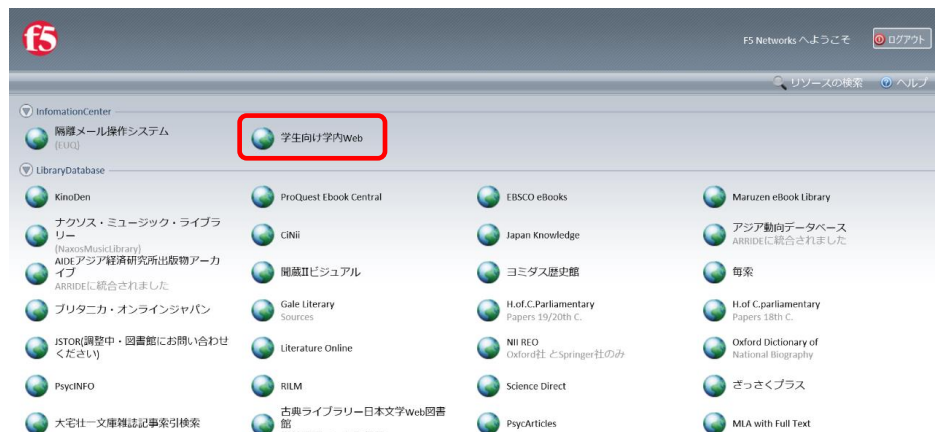 f5
F5 Networks へようこそ
ログアウト
リソースの検索
ヘルプ
InfomationCenter
隔離メール操作システム
(EUQ)
学生向け学内Web
LibraryDatabase
KinoDen
ProQuest Ebook Central
EBSCO eBooks
Maruzen eBook Library
ナクソス・ミュージック・ライブラ
リー
(NaxosMusicLibrary)
CiNii
Japan Knowledge
アジア動向データベース
ARRIDEに統合されました
AIDEアジア経済研究所出版物アーカ
イブ
ARRIDEに統合されました
聞蔵IIビジュアル
ヨミダス歴史館
毎索
ブリタニカ・オンラインジャパン
Gale Literary
Sources
H.of.C.Parliamentary
Papers 19/20th C.
H.of C.parliamentary
Papers 18th C.
JSTOR(調整中・図書館にお問い合わせ
ください)
Literature Online
NII REO
Oxford社 とSpringer社のみ
Oxford Dictionary of
National Biography
PsycINFO
RILM
Science Direct
ざっさくプラス
大宅壮一文庫雑誌記事索引検索
古典ライブラリー日本文学Web図書
館
PsycArticles
MLA with Full Text